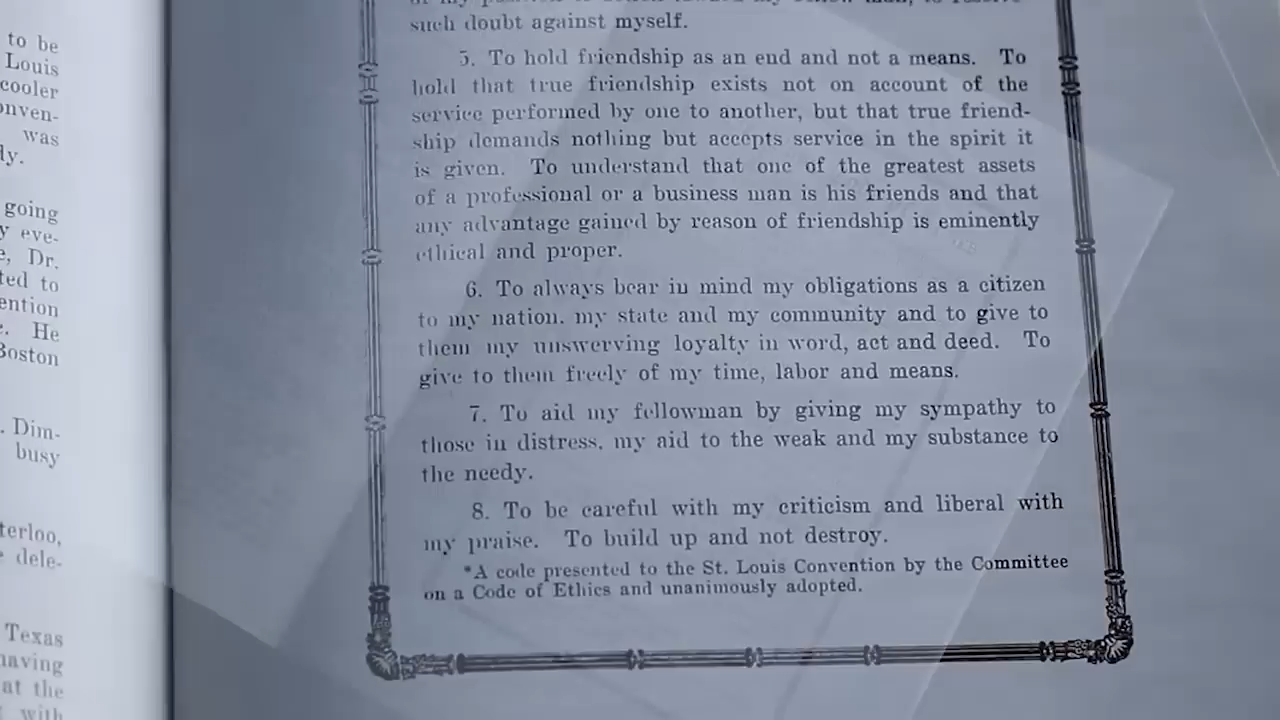 to be
Louis
cooler
onven-
was
ly.
going
y eve-
e, Dr.
ted to
ention
e. He
Boston
. Dim-
busy
terloo,
e dele-
Texas
having
at the
with
such doubt against myself.
5. To hold friendship as an end and not a means. To
hold that true friendship exists not on account of the
service performed by one to another, but that true friend-
ship demands nothing but accepts service in the spirit it
is given. To understand that one of the greatest assets
of a professional or a business man is his friends and that
any advantage gained by reason of friendship is eminently
ethical and proper.
6. To always bear in mind my obligations as a citizen
to my nation, my state and my community and to give to
them my unswerving loyalty in word, act and deed. To
give to them freely of my time, labor and means.
7. To aid my fellowman by giving my sympathy to
those in distress, my aid to the weak and my substance to
the needy.
8. To be careful with my criticism and liberal with
my praise. To build up and not destroy.
*A code presented to the St. Louis Convention by the Committee
on a Code of Ethics and unanimously adopted.